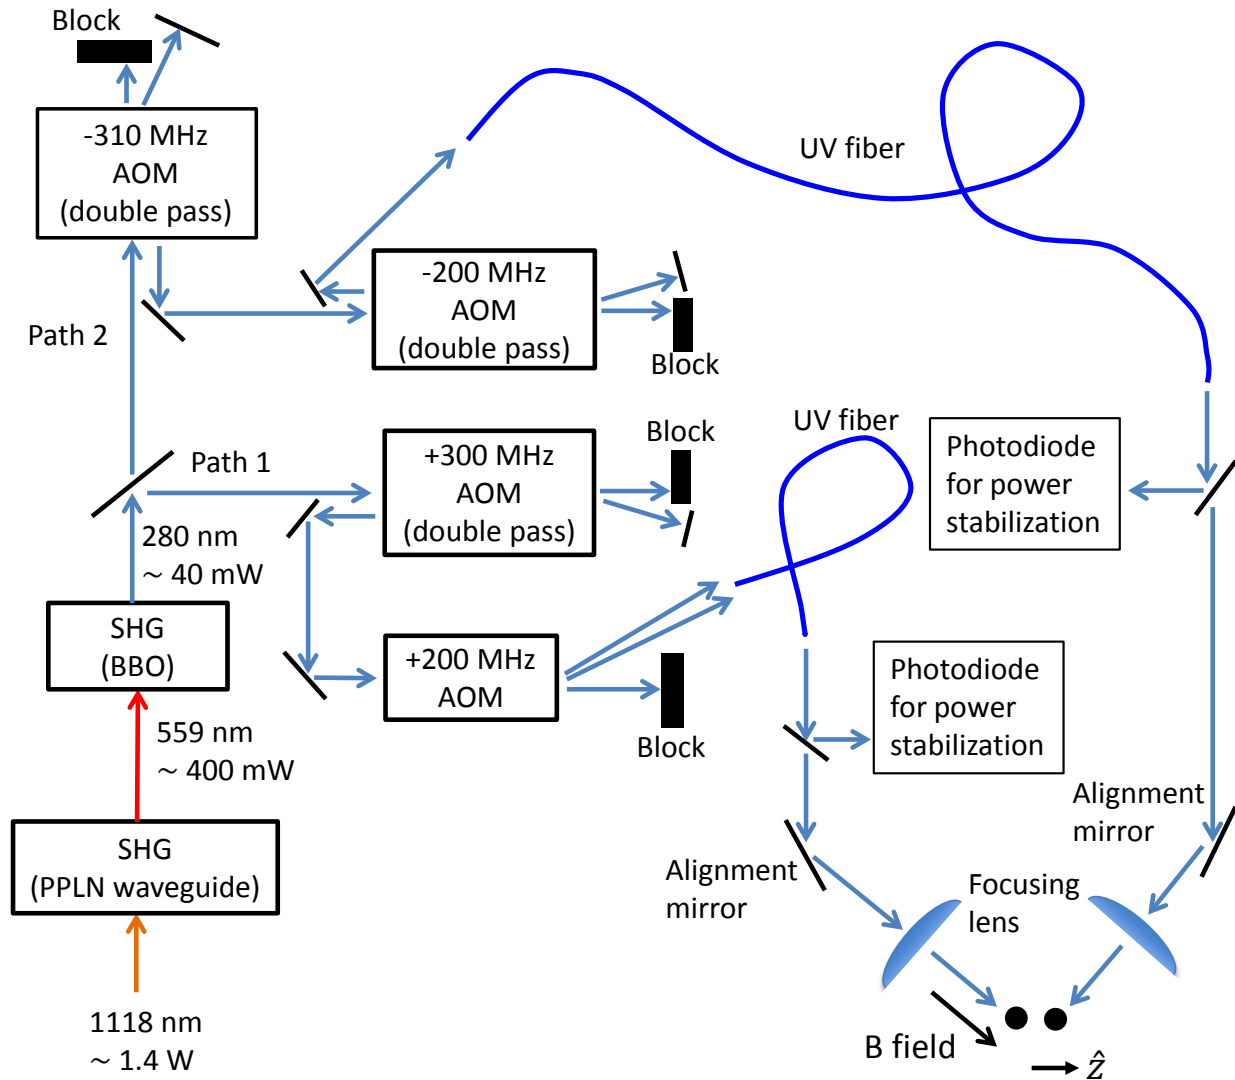 Block
-310 MHz
AOM
(double pass)
UV fiber
-200 MHz
AOM
(double pass)
Block
Path 2
Path 1
Block
+300 MHz
AOM
(double pass)
UV fiber
Photodiode
for power
stabilization
280 nm
~ 40 mW
SHG
(BBO)
+200 MHz
AOM
Block
Photodiode
for power
stabilization
559 nm
~ 400 mW
SHG
(PPLN waveguide)
Alignment
mirror
Alignment
mirror
Focusing
lens
1118 nm
~ 1.4 W
B field
ẑ